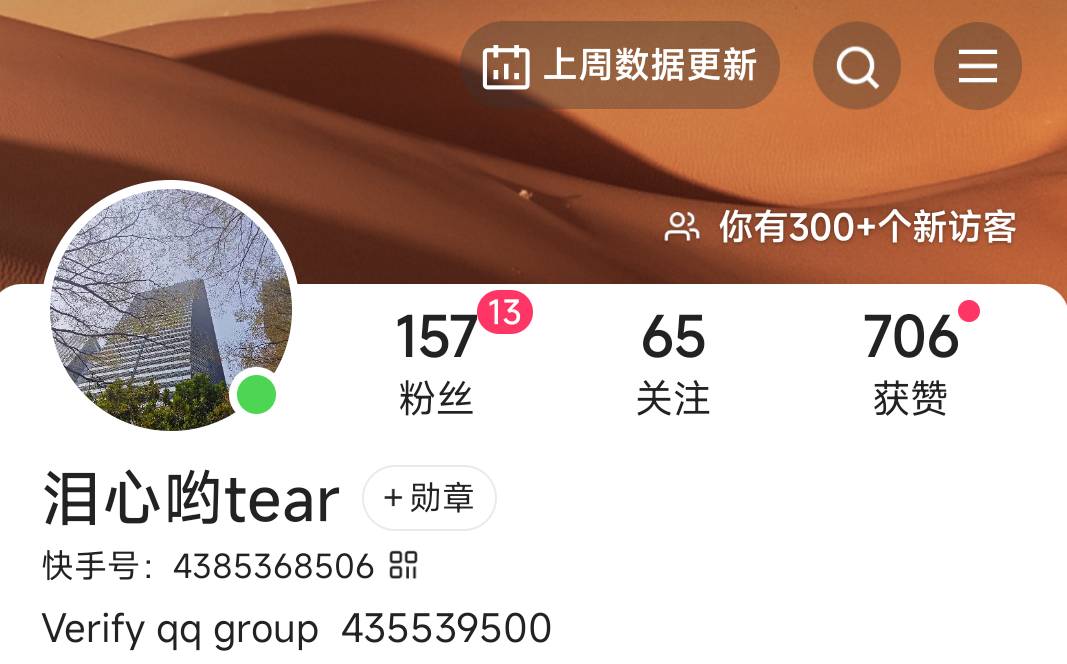 上周数据更新
你有300+个新访客
157 13 65 706
粉丝 关注 获赞
泪心哟tear +勋章
快手号：4385368506
Verify qq group 435539500